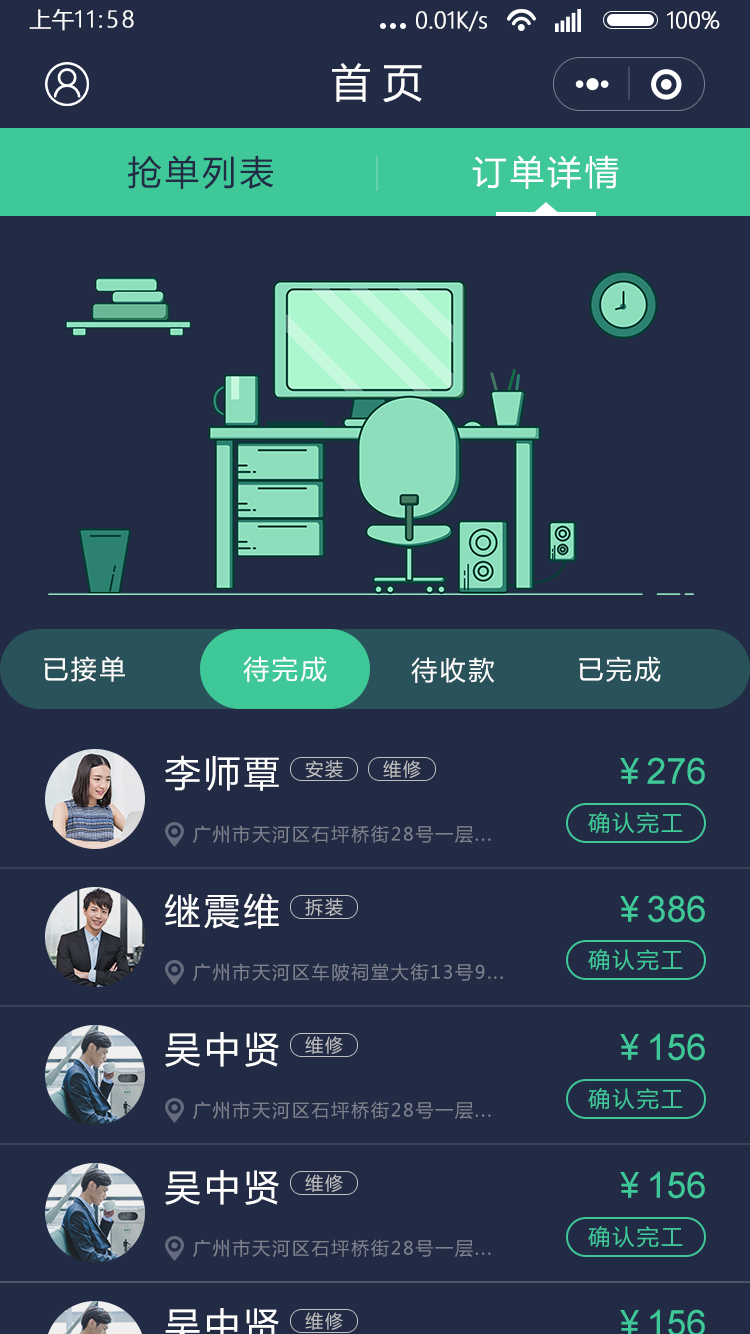 上午11:58 ... 0.01K/s 100%
首页
抢单列表 订单详情
已接单 待完成 待收款 已完成
李师覃 安装 维修 ¥276
广州市天河区石坪桥街28号一层... 确认完工
继震维 拆装 ¥386
广州市天河区车陂祠堂大街13号9... 确认完工
吴中贤 维修 ¥156
广州市天河区石坪桥街28号一层... 确认完工
吴中贤 维修 ¥156
广州市天河区石坪桥街28号一层... 确认完工
吴中贤 维修 ¥156